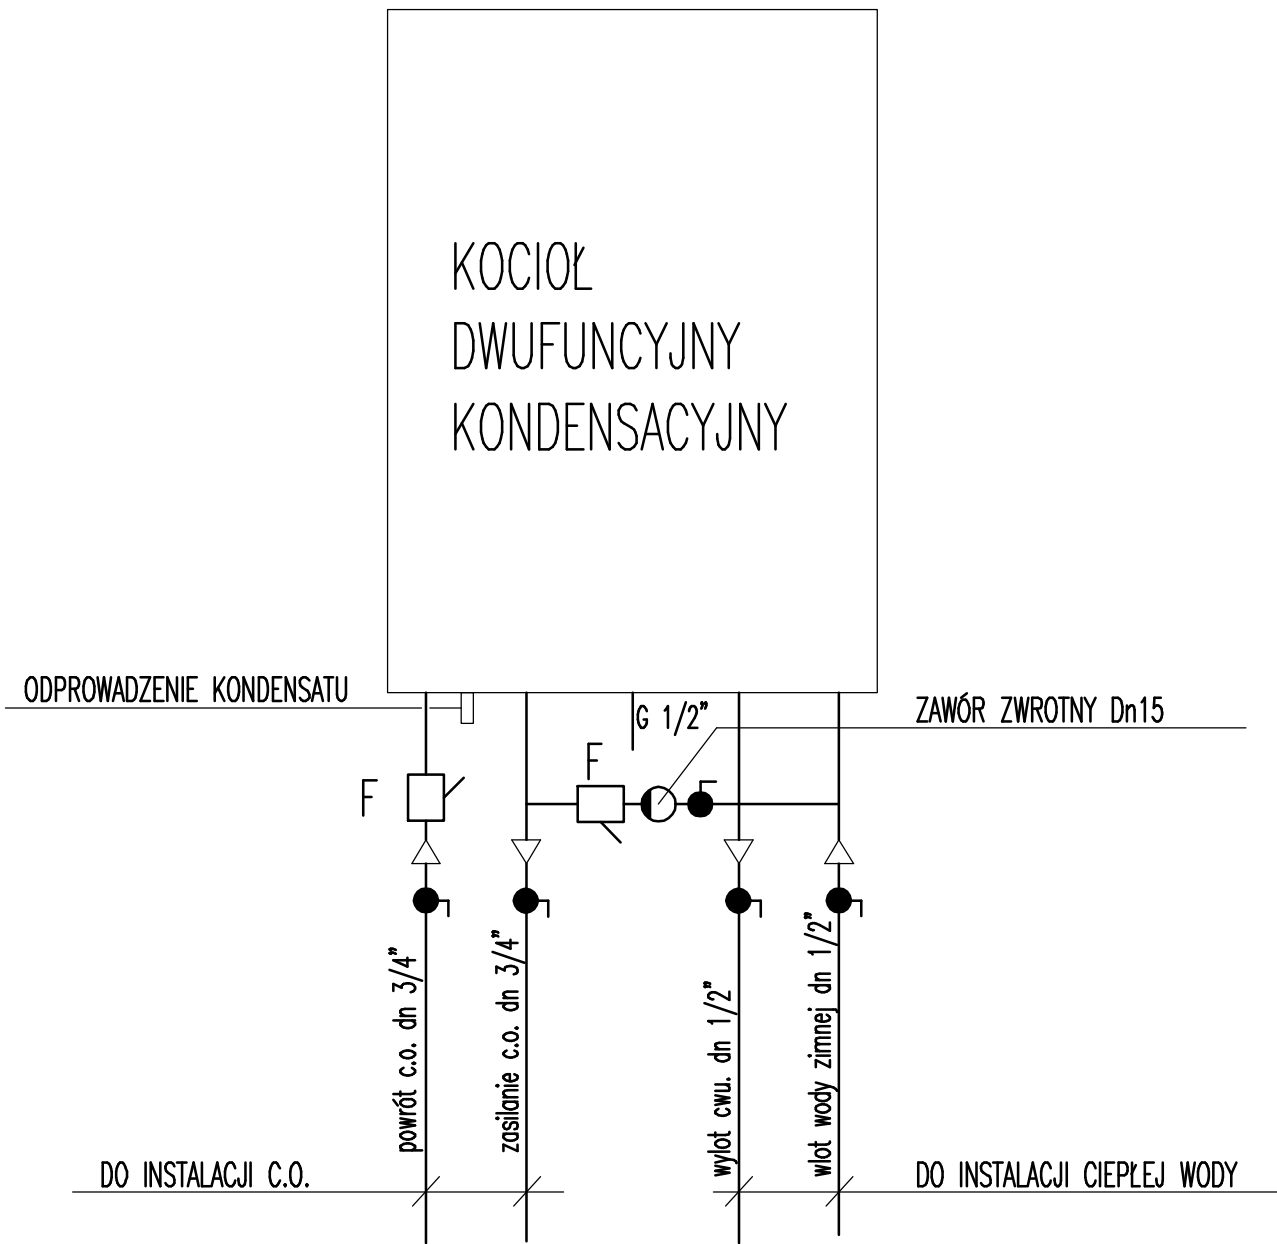 KOCIOŁ
DWUFUNCYJNY
KONDENSACYJNY
ODPROWADZENIE KONDENSATU
G 1/2"
ZAWÓR ZWROTNY Dn15
F
F
powrót c.o. dn 3/4"
zasilanie c.o. dn 3/4"
wylot cwu. dn 1/2"
wlot wody zimnej dn 1/2"
DO INSTALACJI C.O.
DO INSTALACJI CIEPŁEJ WODY